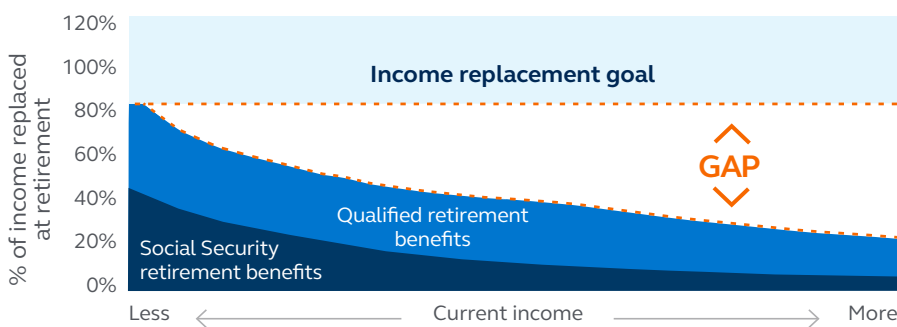 120%
100%
80%
60%
40%
20%
0%
% of income replaced
at retirement
Income replacement goal
GAP
Qualified retirement
benefits
Social Security
retirement benefits
Less
Current income
More